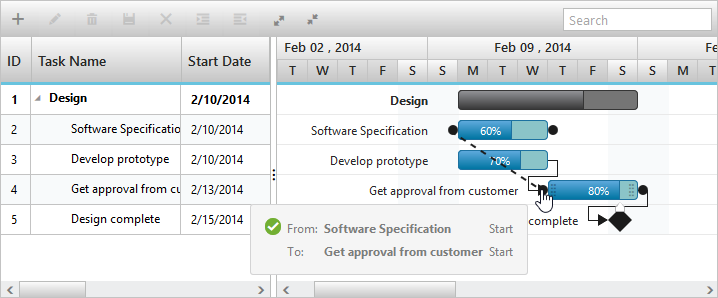 Search
Feb 02 , 2014 Feb 09 , 2014 Fe
ID Task Name Start Date
T W T F S S M T W T F S S M T
1 Design 2/10/2014 Design
2 Software Specificatio 2/10/2014 Software Specification 60%
3 Develop prototype 2/10/2014 Develop prototype 70%
4 Get approval from cu 2/13/2014 Get approval from customer 80%
5 Design complete 2/15/2014 complete
From: Software Specification Start
To: Get approval from customer Start